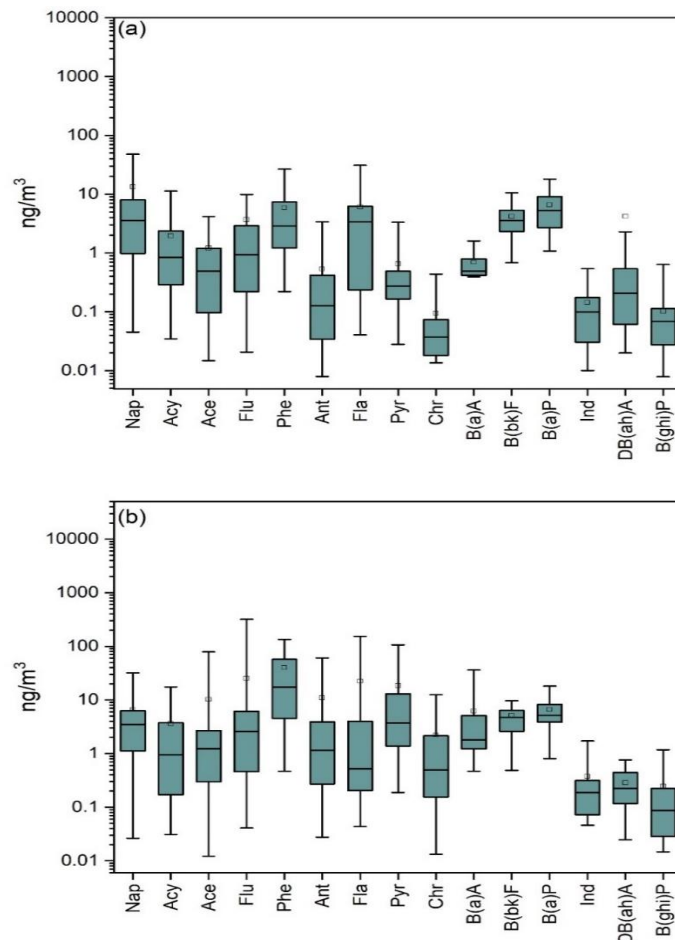 (a)
10000
1000
100
10
1
0.1
0.01
ng/m³
Nap Acy Ace Flu Phe Ant Fla Pyr Chr B(a)A B(bk)F B(a)P Ind DB(ah)A B(ghi)P
(b)
10000
1000
100
10
1
0.1
0.01
ng/m³
Nap Acy Ace Flu Phe Ant Fla Pyr Chr B(a)A B(bk)F B(a)P Ind DB(ah)A B(ghi)P